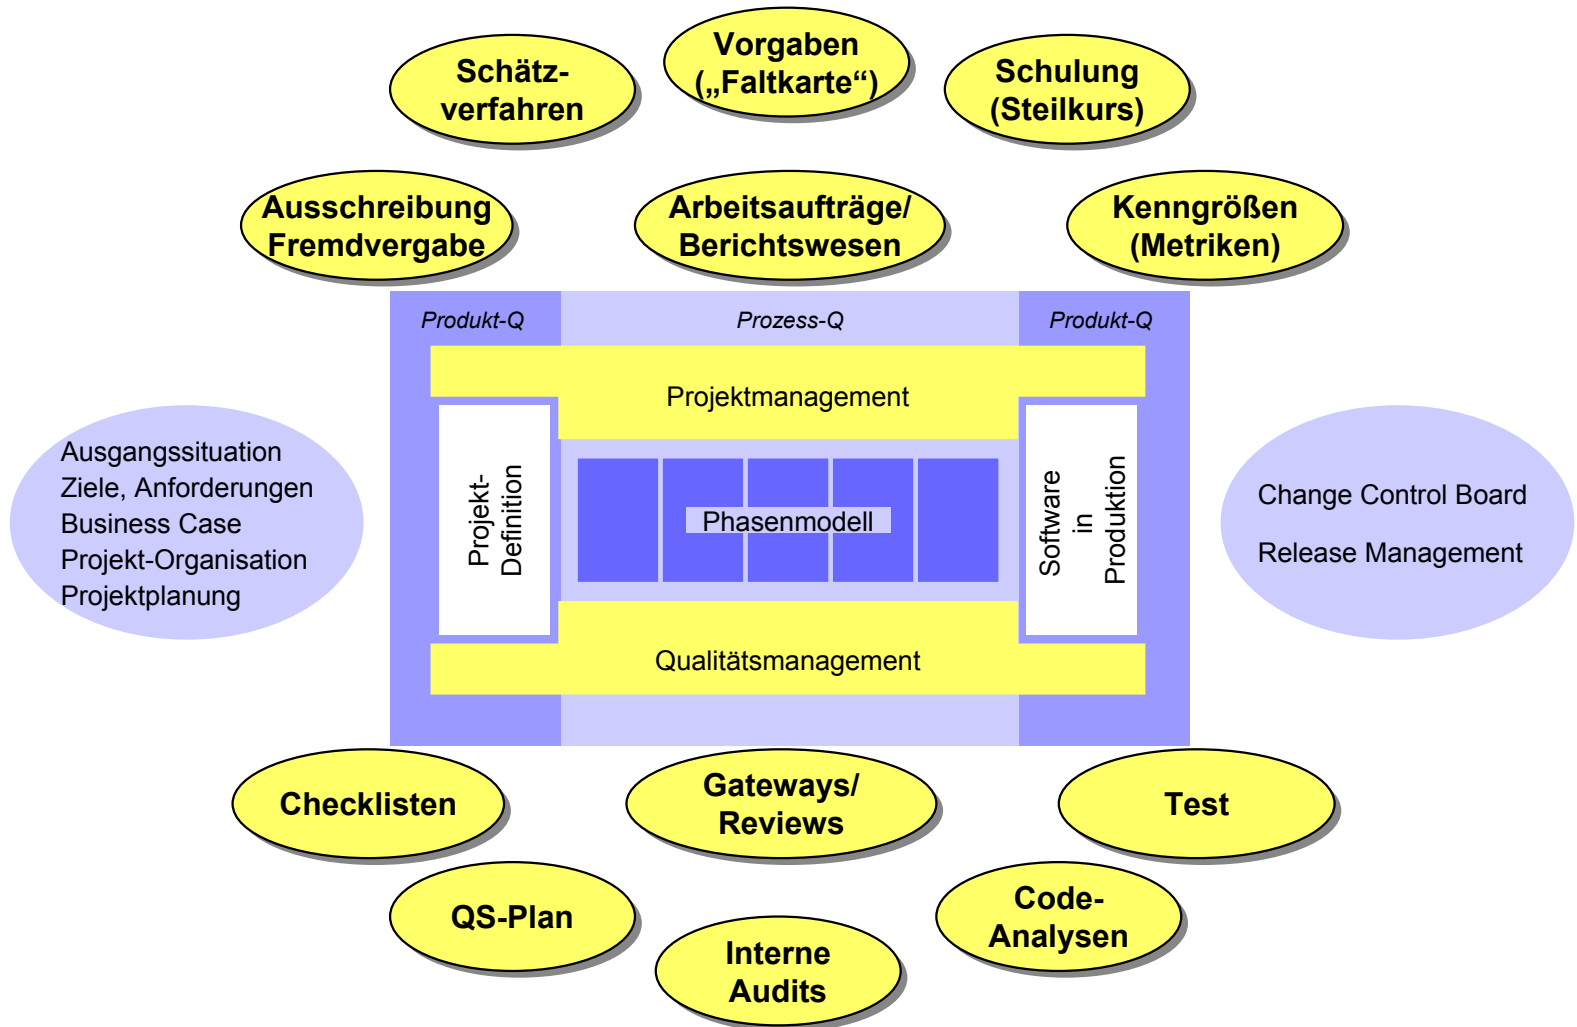 Schätz-
verfahren
Vorgaben
(„Faltkarte“)
Schulung
(Steilkurs)
Ausschreibung
Fremdvergabe
Arbeitsaufträge/
Berichtswesen
Kenngrößen
(Metriken)
Produkt-Q
Prozess-Q
Produkt-Q
Projektmanagement
Ausgangssituation
Ziele, Anforderungen
Business Case
Projekt-Organisation
Projektplanung
Projekt-
Definition
Phasenmodell
Software
in
Produktion
Change Control Board
Release Management
Qualitätsmanagement
Checklisten
Gateways/
Reviews
Test
QS-Plan
Interne
Audits
Code-
Analysen